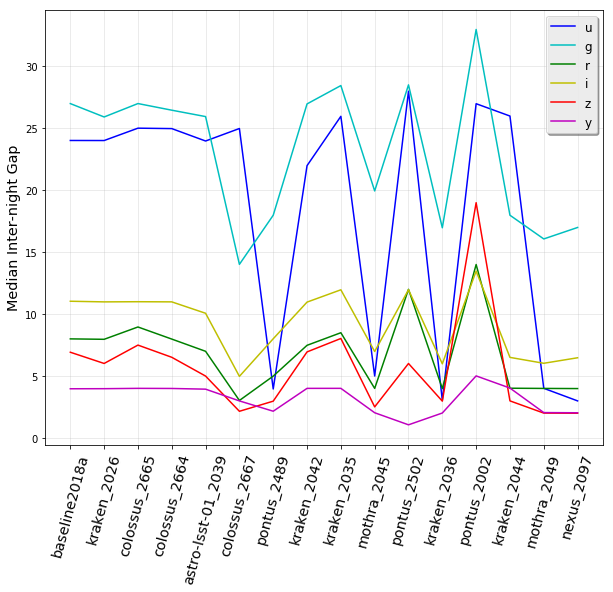 u
g
r
i
z
y
Median Inter-night Gap
30
25
20
15
10
5
0
baseline2018a
kraken_2026
colossus_2665
colossus_2664
astro-lsst-01_2039
colossus_2667
pontus_2489
kraken_2042
kraken_2035
mothra_2045
pontus_2502
kraken_2036
pontus_2002
kraken_2044
mothra_2049
nexus_2097